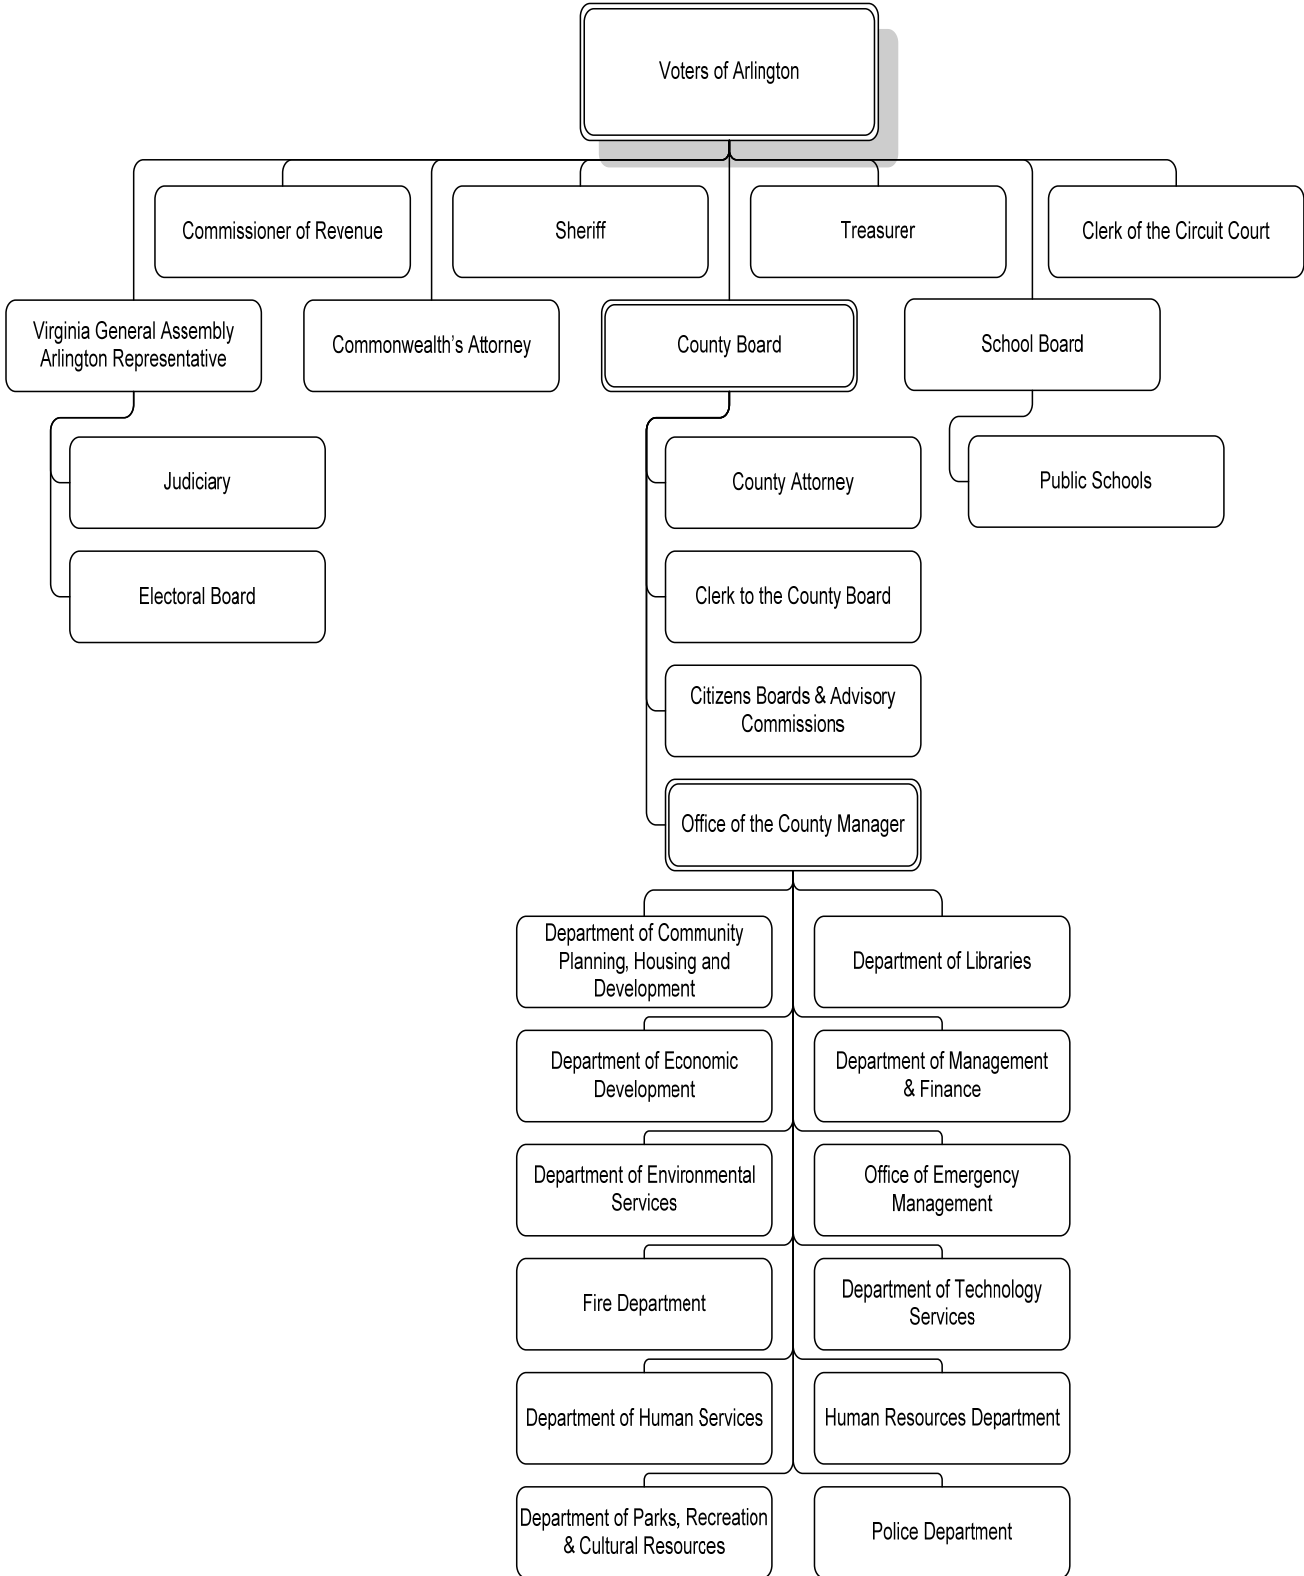 Voters of Arlington
Commissioner of Revenue
Sheriff
Treasurer
Clerk of the Circuit Court
Virginia General Assembly
Arlington Representative
Commonwealth's Attorney
County Board
School Board
Judiciary
County Attorney
Public Schools
Electoral Board
Clerk to the County Board
Citizens Boards & Advisory
Commissions
Office of the County Manager
Department of Community
Planning, Housing and
Development
Department of Libraries
Department of Economic
Development
Department of Management
& Finance
Department of Environmental
Services
Office of Emergency
Management
Fire Department
Department of Technology
Services
Department of Human Services
Human Resources Department
Department of Parks, Recreation
& Cultural Resources
Police Department